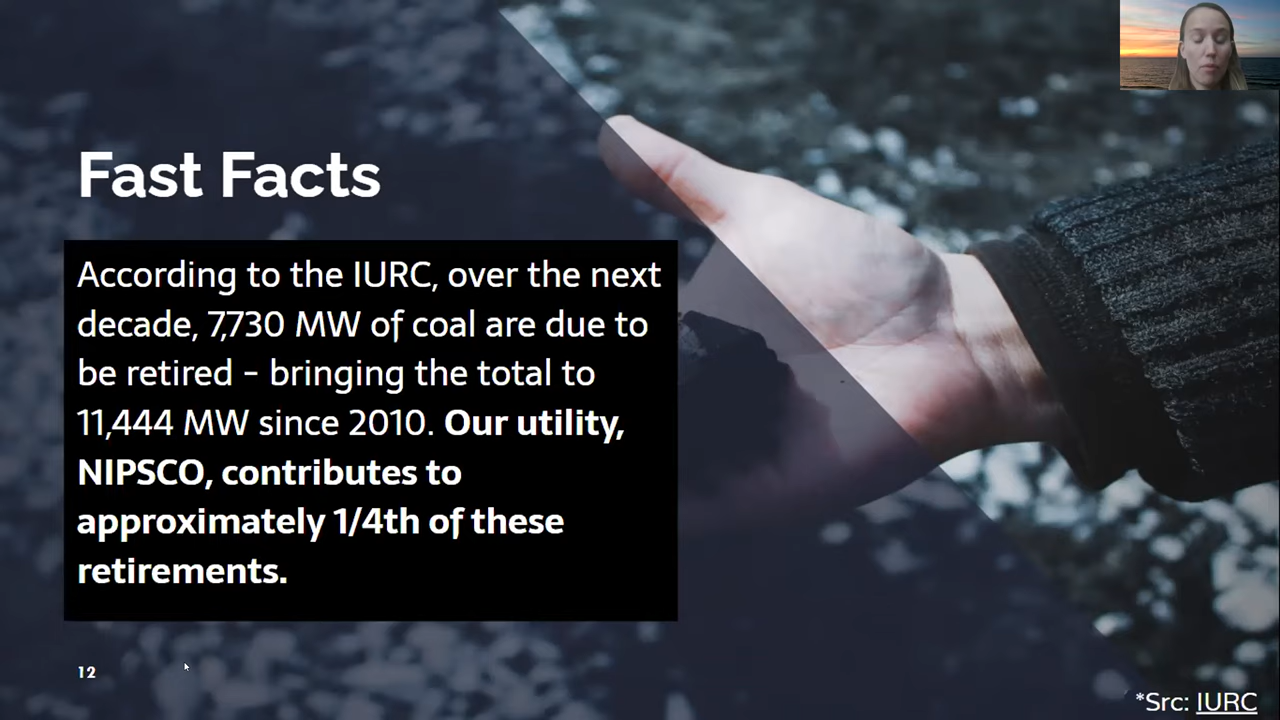 Fast Facts
According to the IURC, over the next
decade, 7,730 MW of coal are due to
be retired – bringing the total to
11,444 MW since 2010. Our utility,
NIPSCO, contributes to
approximately 1/4th of these
retirements.
12
*Src: IURC